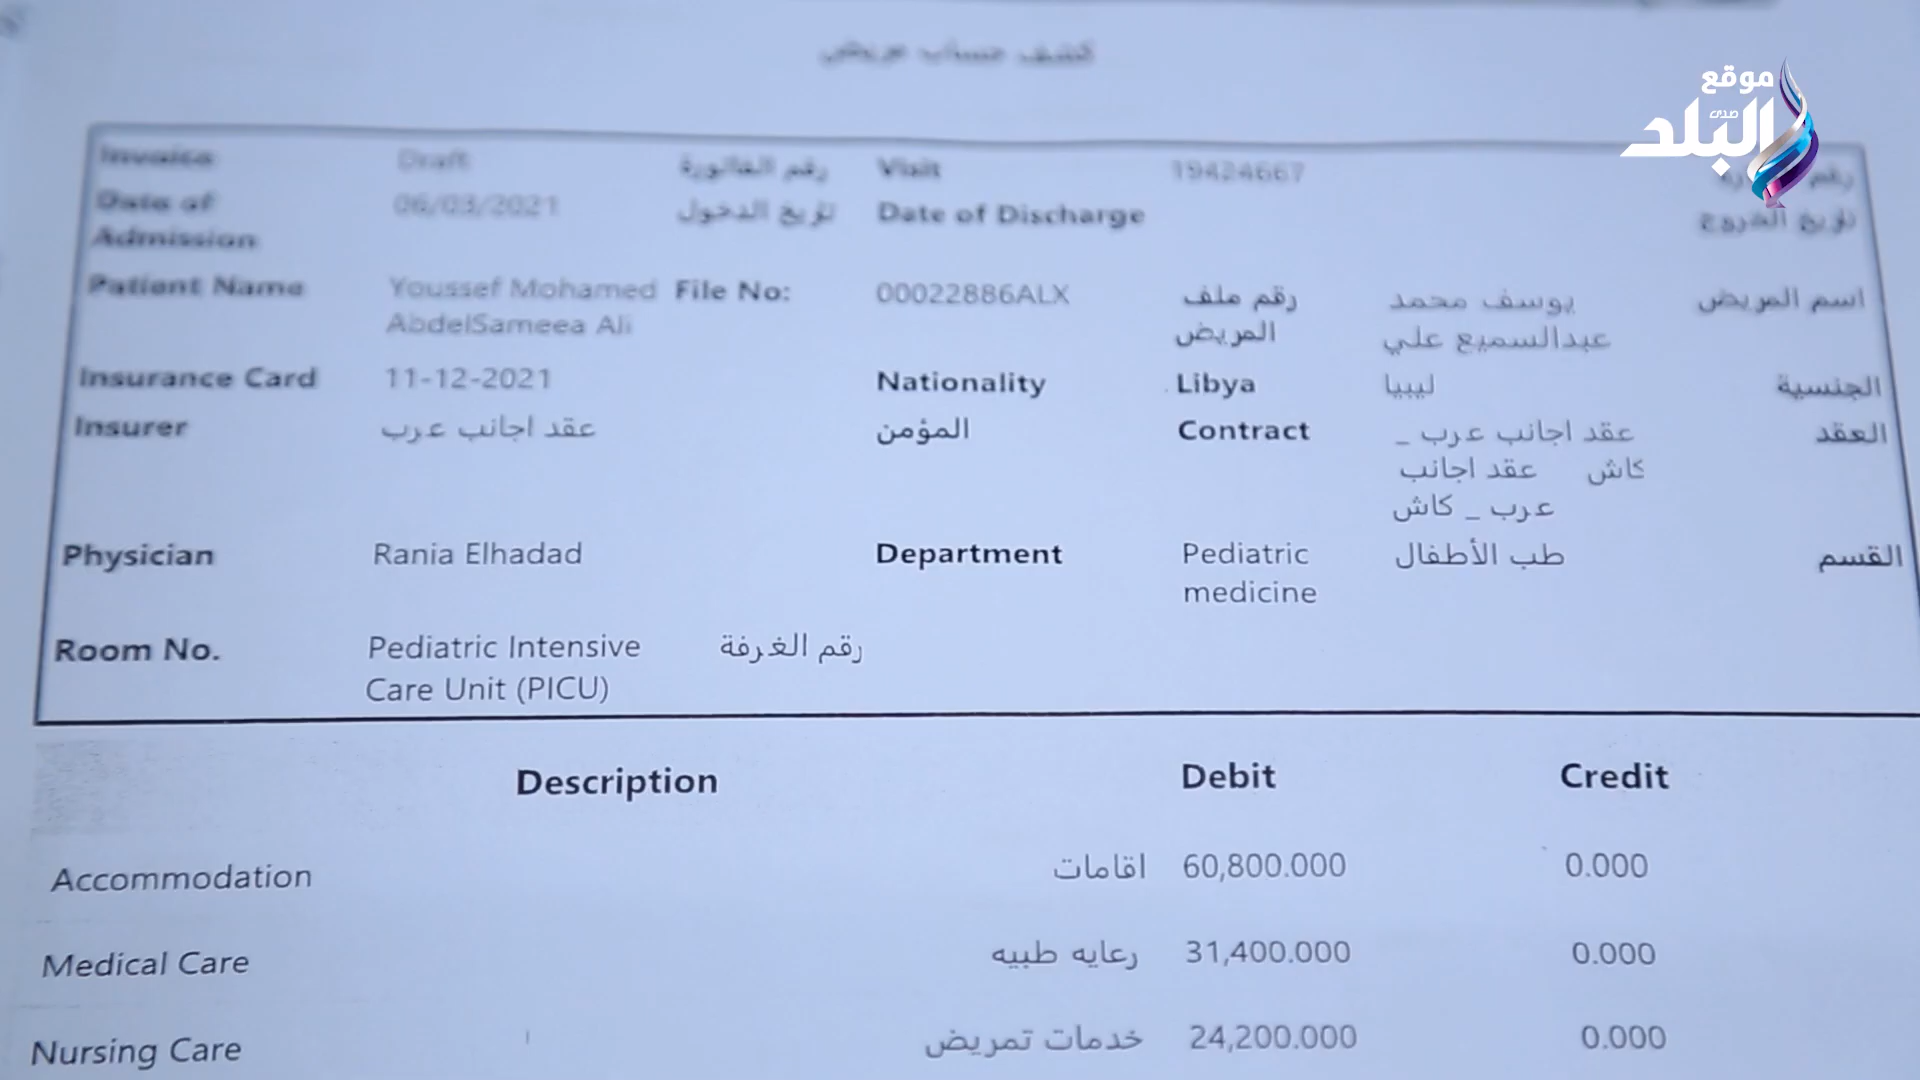 كشف حساب مريض
موقع
صدى
البلد
Invoice Draft رقم الفاتورة Visit 19424667 رقم
Date of Admission 06/03/2021 تاريخ الدخول Date of Discharge تاريخ الخروج
Patient Name Youssef Mohamed File No: 00022886ALX رقم ملف يوسف محمد اسم المريض
AbdelSameea Ali المريض عبدالسميع علي
Insurance Card 11-12-2021 Nationality Libya ليبيا الجنسية
Insurer عقد اجانب عرب المؤمن Contract عقد اجانب عرب _ العقد
كاش عقد اجانب
عرب _ كاش
Physician Rania Elhadad Department Pediatric طب الأطفال القسم
medicine
Room No. Pediatric Intensive رقم الغرفة
Care Unit (PICU)
Description Debit Credit
Accommodation اقامات 60,800.000 0.000
Medical Care رعايه طبيه 31,400.000 0.000
Nursing Care خدمات تمريض 24,200.000 0.000